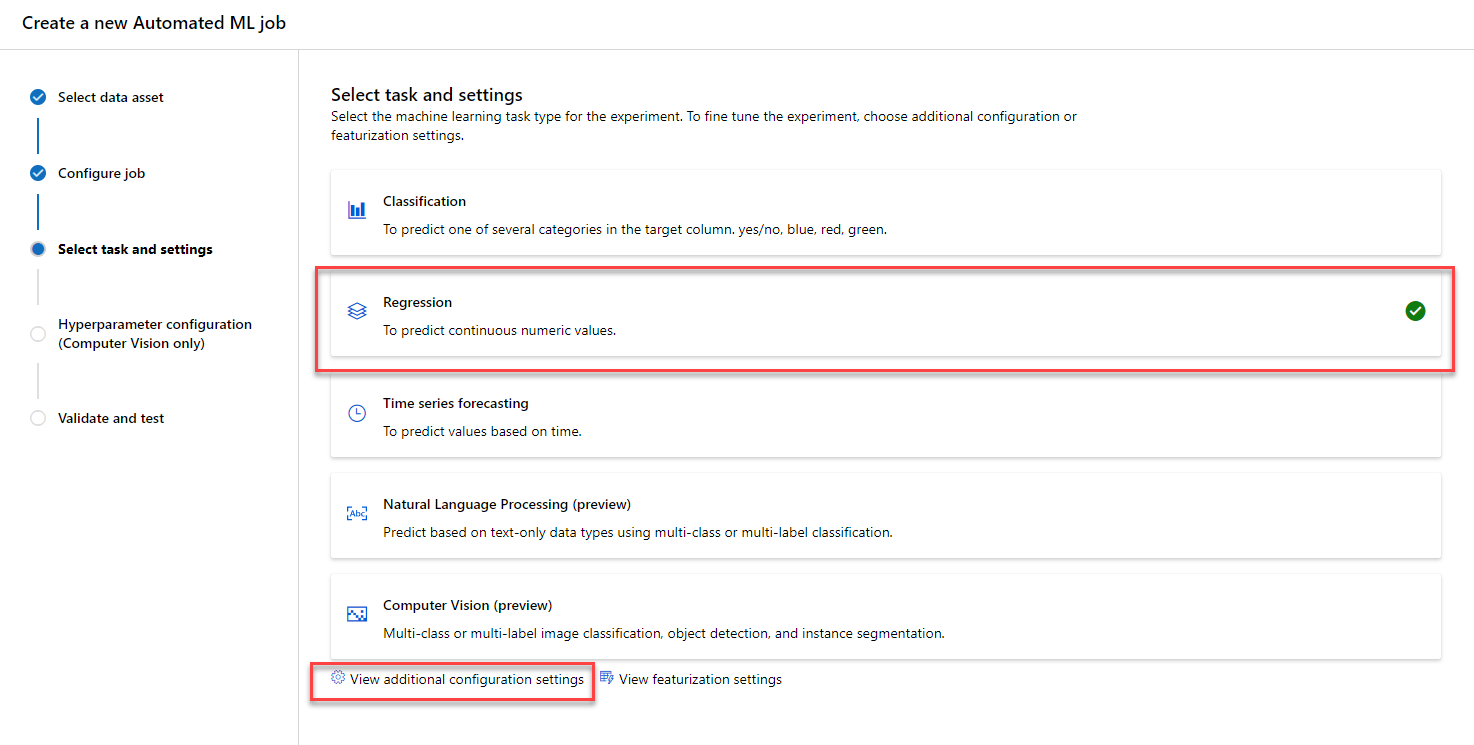 Create a new Automated ML job
Select data asset
Configure job
Select task and settings
Hyperparameter configuration
(Computer Vision only)
Validate and test
Select task and settings
Select the machine learning task type for the experiment. To fine tune the experiment, choose additional configuration or
featurization settings.
Classification
To predict one of several categories in the target column. yes/no, blue, red, green.
Regression
To predict continuous numeric values.
Time series forecasting
To predict values based on time.
Abc
Natural Language Processing (preview)
Predict based on text-only data types using multi-class or multi-label classification.
Computer Vision (preview)
Multi-class or multi-label image classification, object detection, and instance segmentation.
View additional configuration settings
View featurization settings